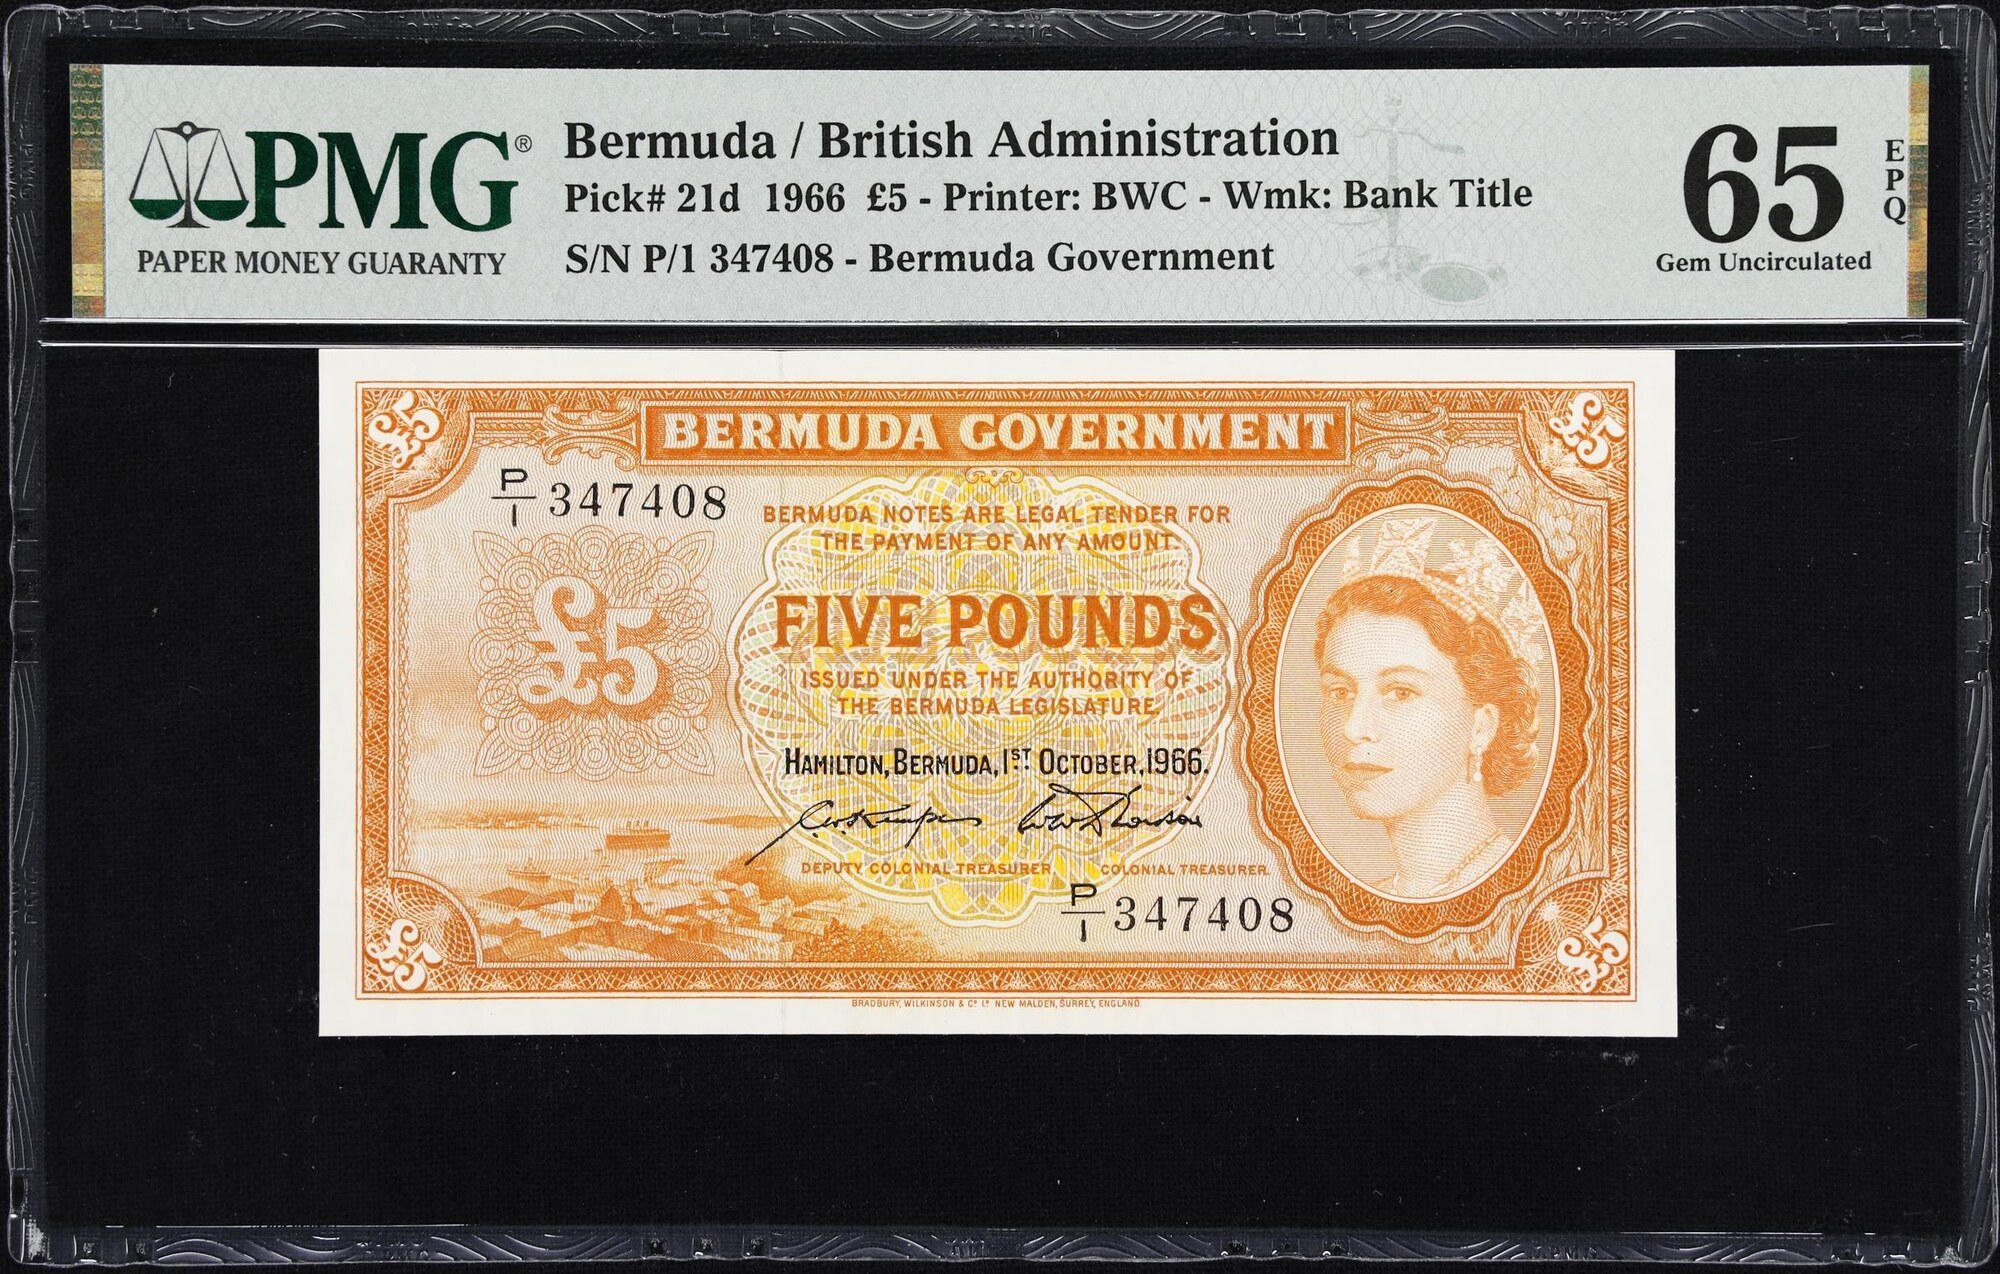 PMG®
PAPER MONEY GUARANTY
Bermuda / British Administration
Pick# 21d 1966 £5 - Printer: BWC - Wmk: Bank Title
S/N P/1 347408 - Bermuda Government
65
EPQ
Gem Uncirculated
£5
BERMUDA GOVERNMENT
£5
P/1 347408
BERMUDA NOTES ARE LEGAL TENDER FOR
THE PAYMENT OF ANY AMOUNT
£5
FIVE POUNDS
ISSUED UNDER THE AUTHORITY OF
THE BERMUDA LEGISLATURE.
HAMILTON, BERMUDA, 1ST OCTOBER, 1966.
DEPUTY COLONIAL TREASURER
COLONIAL TREASURER.
P/1 347408
£5
£5
BRADBURY, WILKINSON & Cº Lº NEW MALDEN, SURREY, ENGLAND